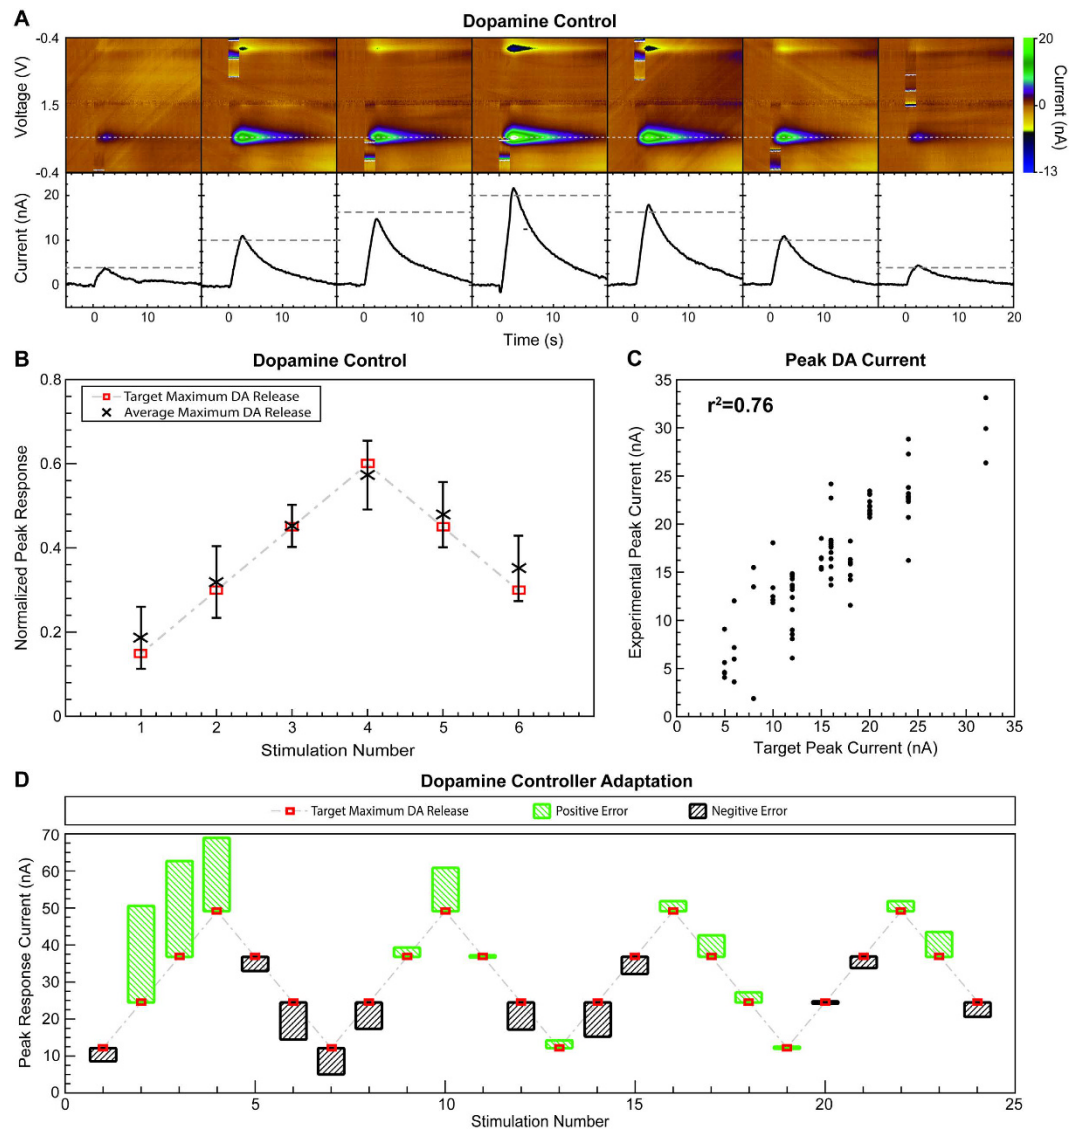 A
Dopamine Control
-0.4
1.5
-0.4
Voltage (V)
20
0
-13
Current (nA)
20
10
0
Current (nA)
0 10 0 10 0 10 0 10 0 10 0 10 0 10 20
Time (s)
B
Dopamine Control
Target Maximum DA Release
Average Maximum DA Release
0.8
0.6
0.4
0.2
0
Normalized Peak Response
1 2 3 4 5 6
Stimulation Number
C
Peak DA Current
r²=0.76
35
30
25
20
15
10
5
0
Experimental Peak Current (nA)
0 5 10 15 20 25 30 35
Target Peak Current (nA)
D
Dopamine Controller Adaptation
Target Maximum DA Release Positive Error Negitive Error
70
60
50
40
30
20
10
0
Peak Response Current (nA)
0 5 10 15 20 25
Stimulation Number